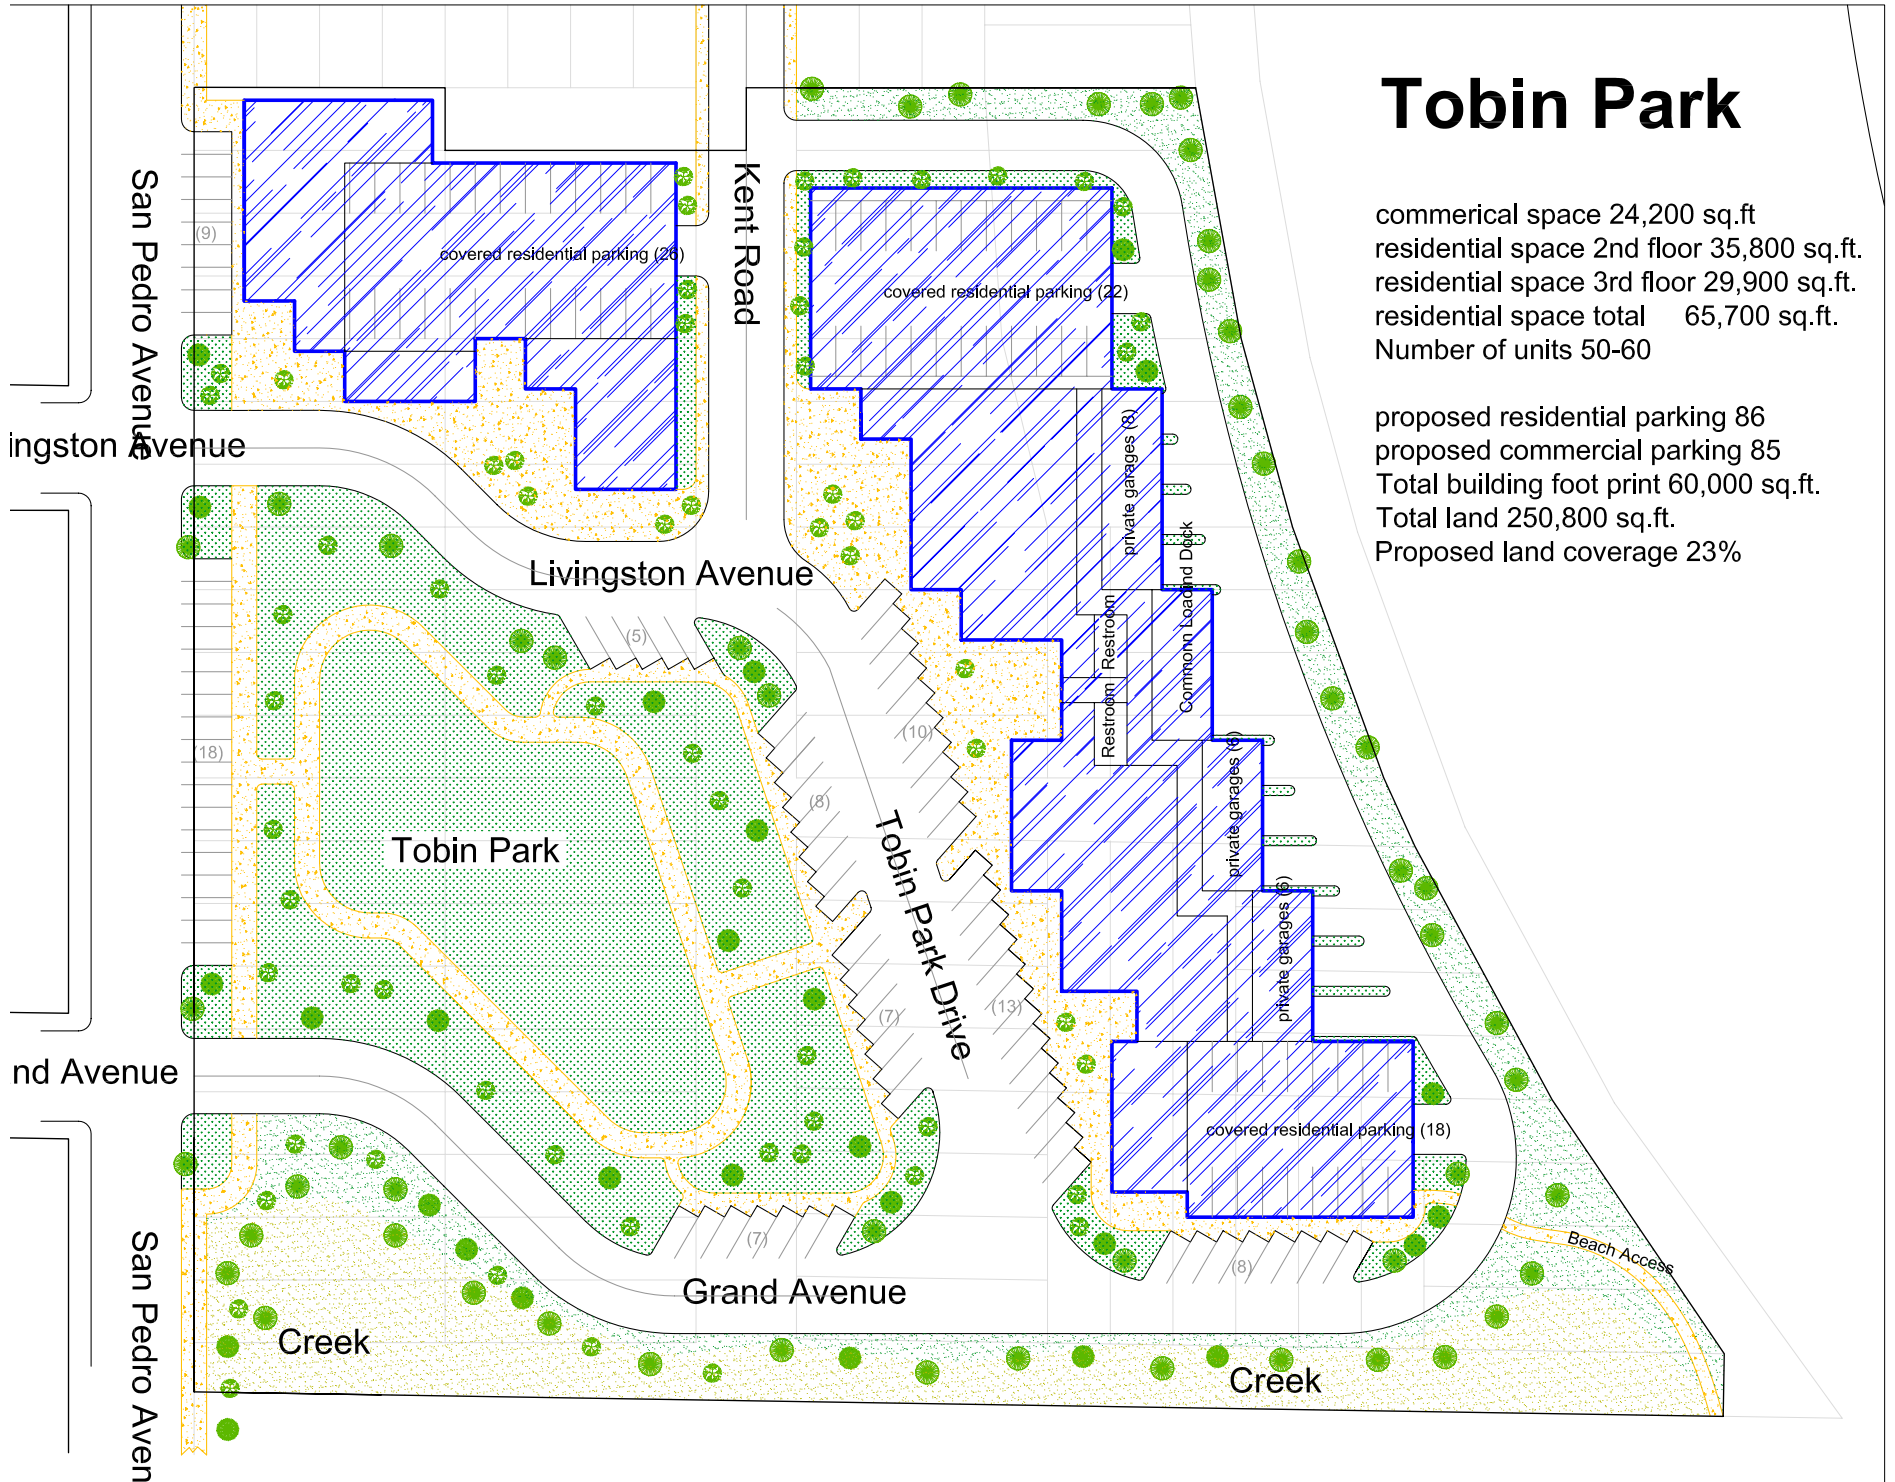 Tobin Park
commerical space 24,200 sq.ft
residential space 2nd floor 35,800 sq.ft.
residential space 3rd floor 29,900 sq.ft.
residential space total 65,700 sq.ft.
Number of units 50-60
proposed residential parking 86
proposed commercial parking 85
Total building foot print 60,000 sq.ft.
Total land 250,800 sq.ft.
Proposed land coverage 23%
San Pedro Avenue
(9)
covered residential parking (26)
Kent Road
covered residential parking (22)
private garages (8)
ingston Avenue
Livingston Avenue
Commonn Loadind Dock
Restroom
Restroom
(5)
(10)
(18)
(8)
private garages (6)
Tobin Park
Tobin Park Drive
private garages (6)
(7)
(13)
nd Avenue
covered residential parking (18)
(7)
(8)
Beach Access
Grand Avenue
San Pedro Aven
Creek
Creek